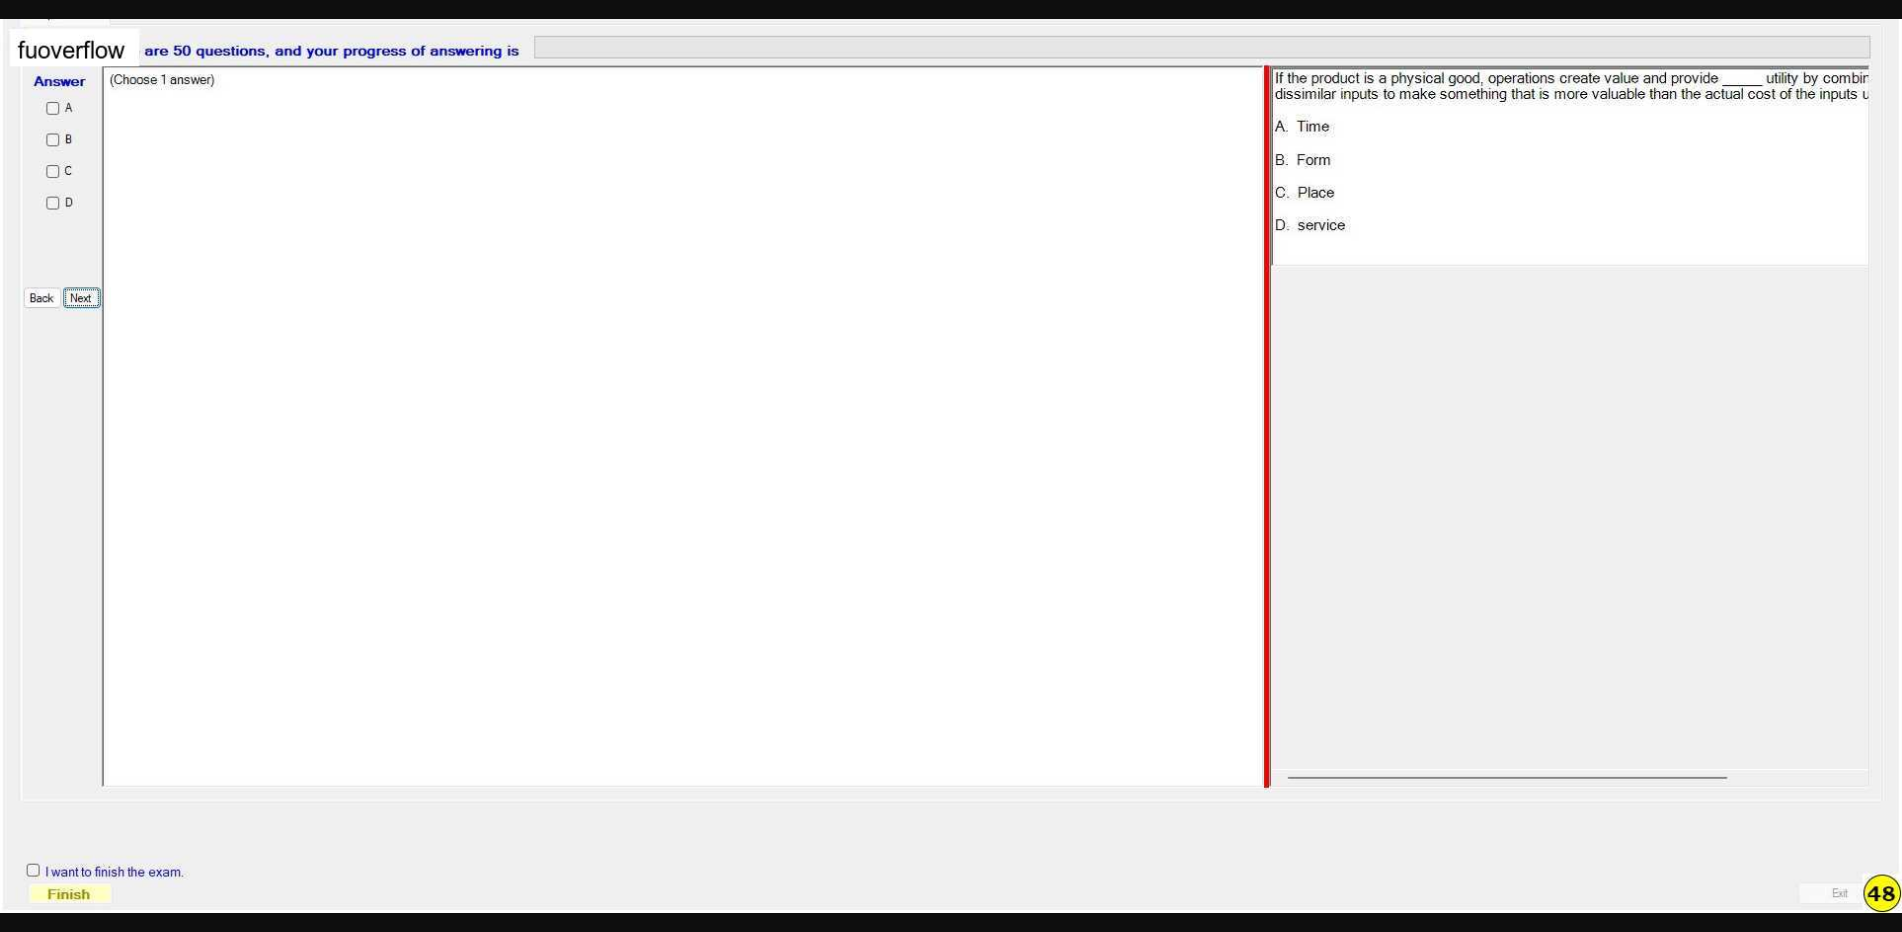 fuoverflow are 50 questions, and your progress of answering is
Answer
(Choose 1 answer)
A
B
C
D
Back Next
If the product is a physical good, operations create value and provide _____ utility by combin
dissimilar inputs to make something that is more valuable than the actual cost of the inputs u
A. Time
B. Form
C. Place
D. service
I want to finish the exam.
Finish
Exit
48